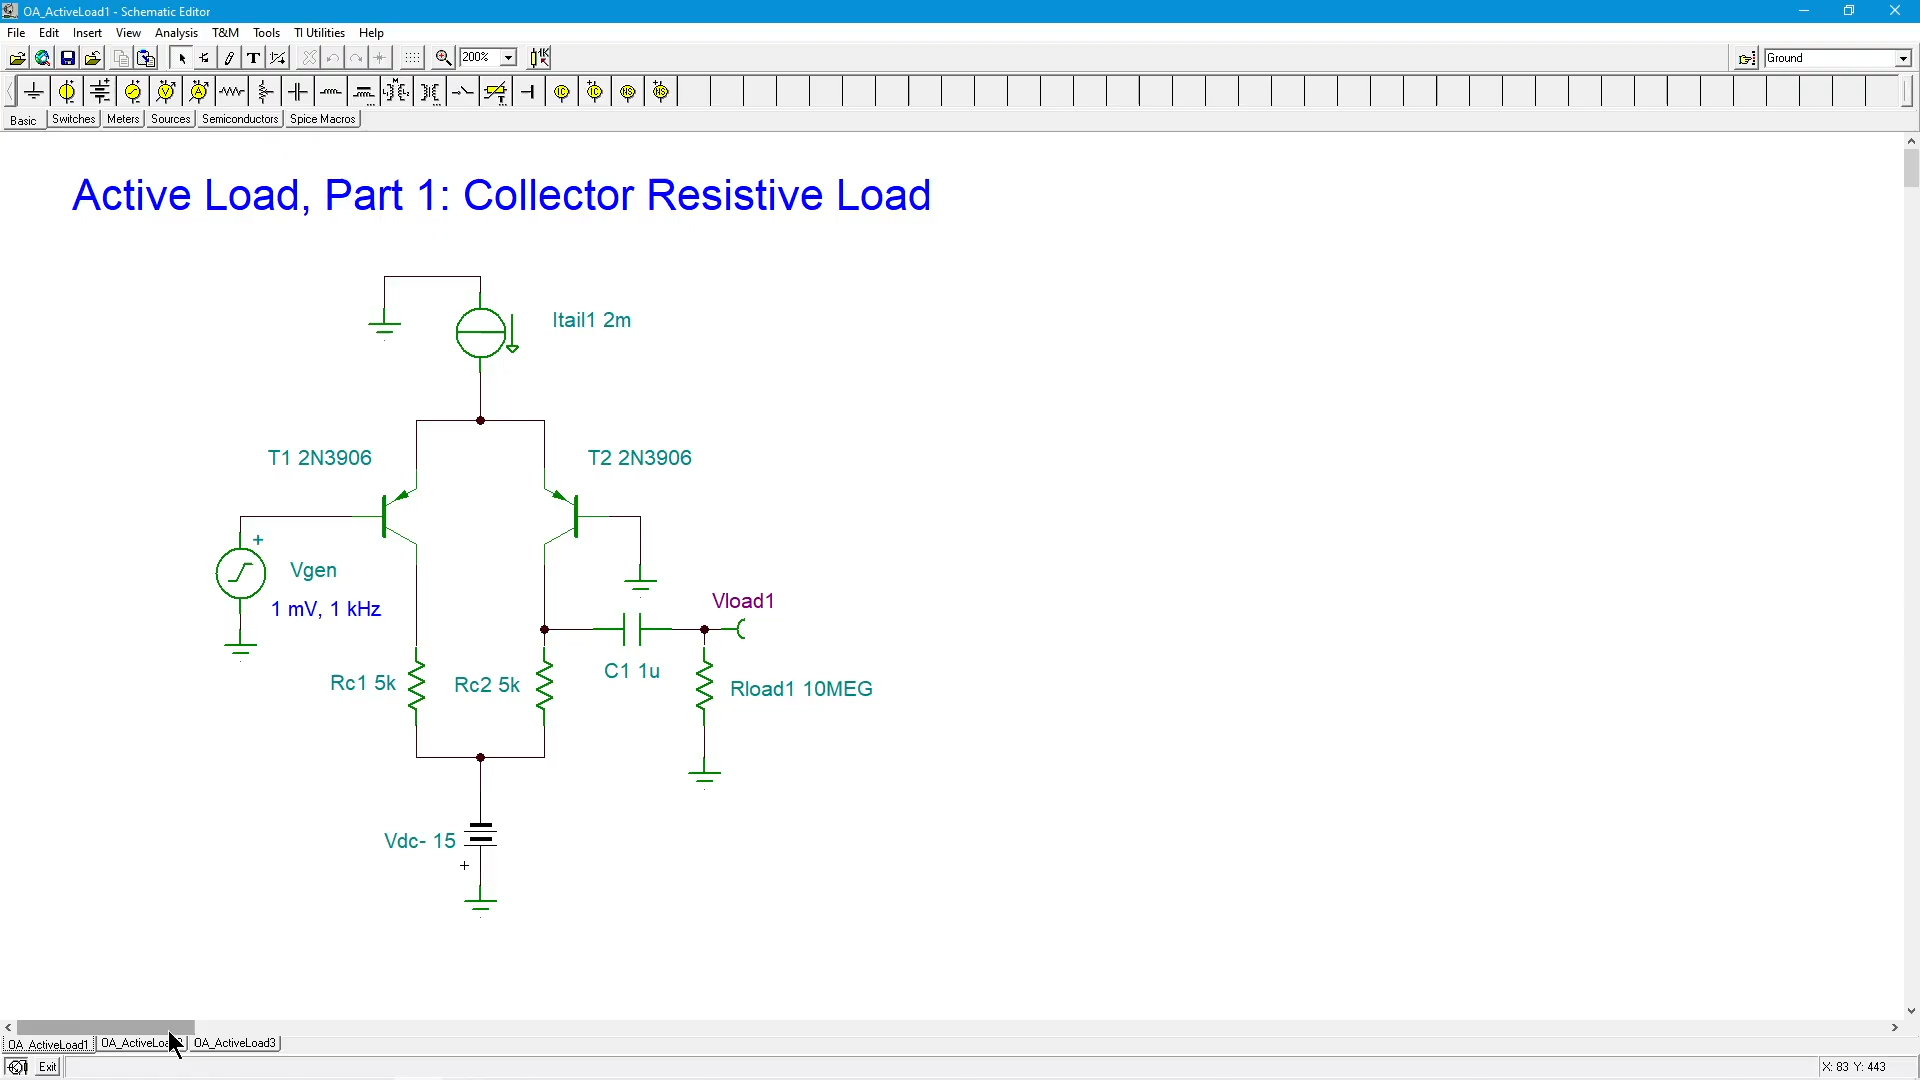 OA_ActiveLoad1 - Schematic Editor
File Edit Insert View Analysis T&M Tools TI Utilities Help
200% Ground
Basic Switches Meters Sources Semiconductors Spice Macros
Active Load, Part 1: Collector Resistive Load
Itail1 2m
T1 2N3906
T2 2N3906
+
Vgen
1 mV, 1 kHz
Vload1
C1 1u
Rc1 5k
Rc2 5k
Rload1 10MEG
Vdc- 15
+
OA_ActiveLoad1 OA_ActiveLoad2 OA_ActiveLoad3
Exit
X: 83 Y: 443